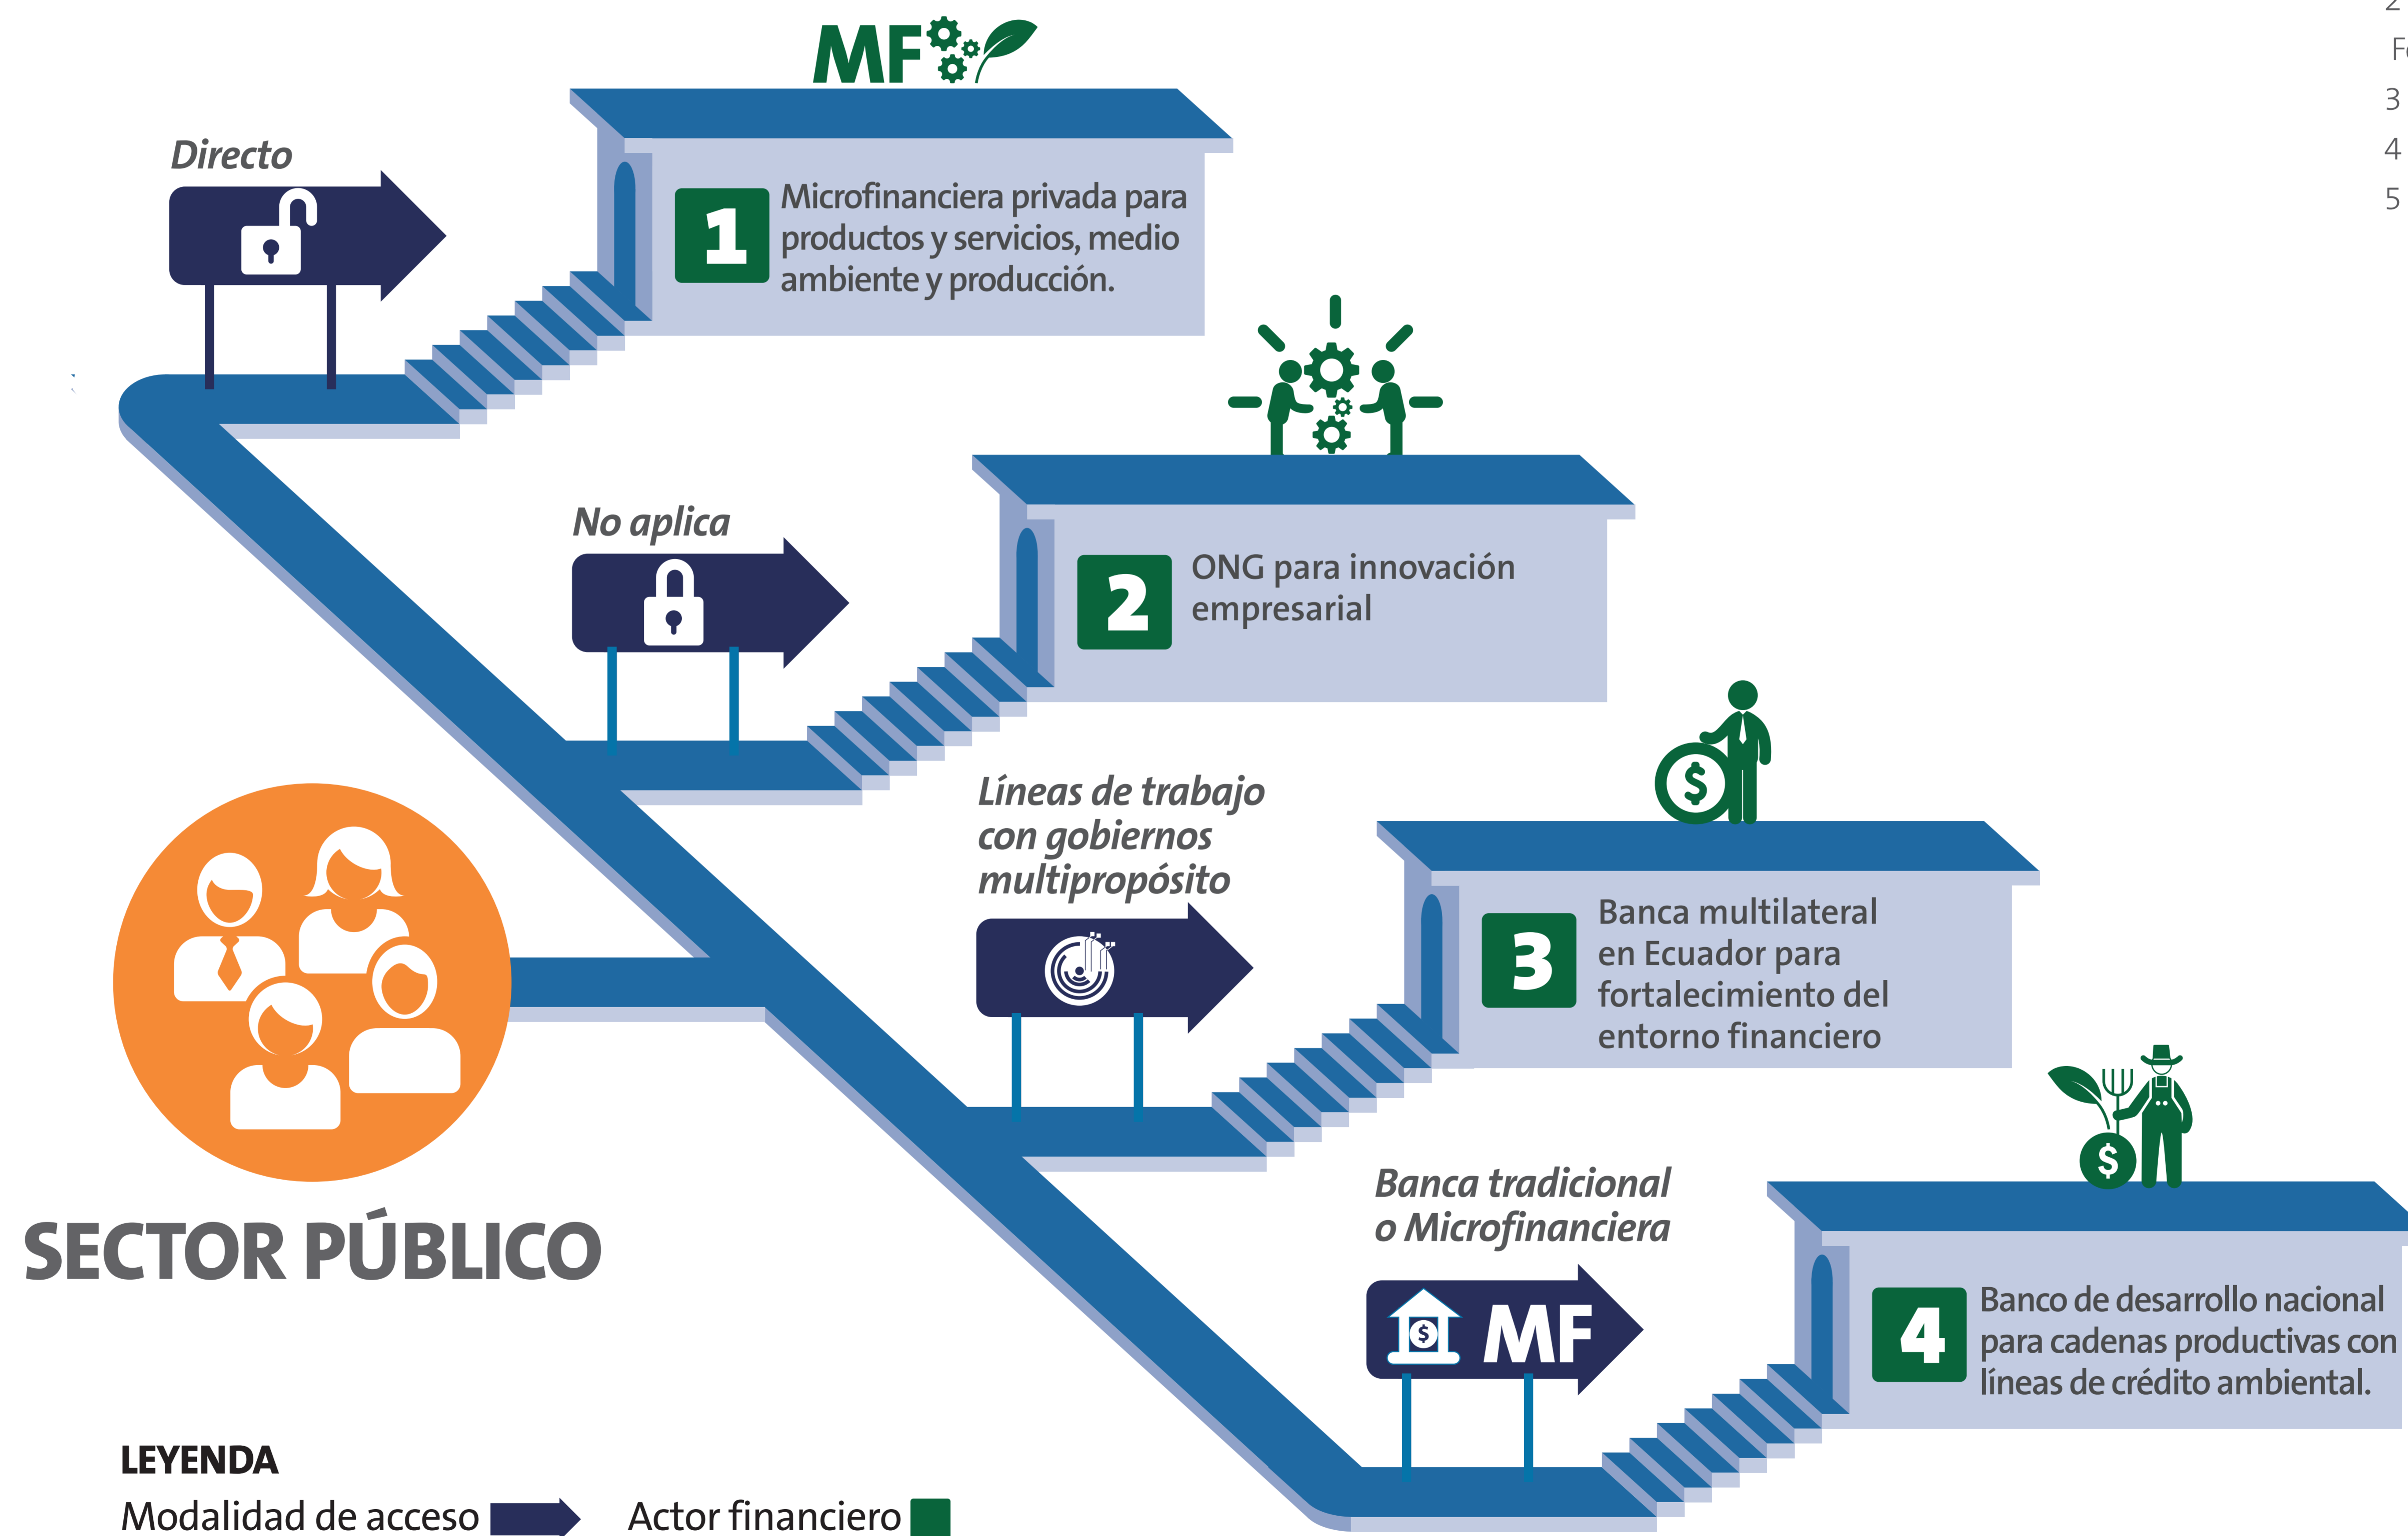 MF
Directo
1
Microfinanciera privada para
productos y servicios, medio
ambiente y producción.
No aplica
2
ONG para innovación
empresarial
Líneas de trabajo
con gobiernos
multipropósito
3
Banca multilateral
en Ecuador para
fortalecimiento del
entorno financiero
Banca tradicional
o Microfinanciera
$ MF
4
Banco de desarrollo nacional
para cadenas productivas con
líneas de crédito ambiental.
$
$
SECTOR PÚBLICO
LEYENDA
Modalidad de acceso
Actor financiero
2
3
4
5